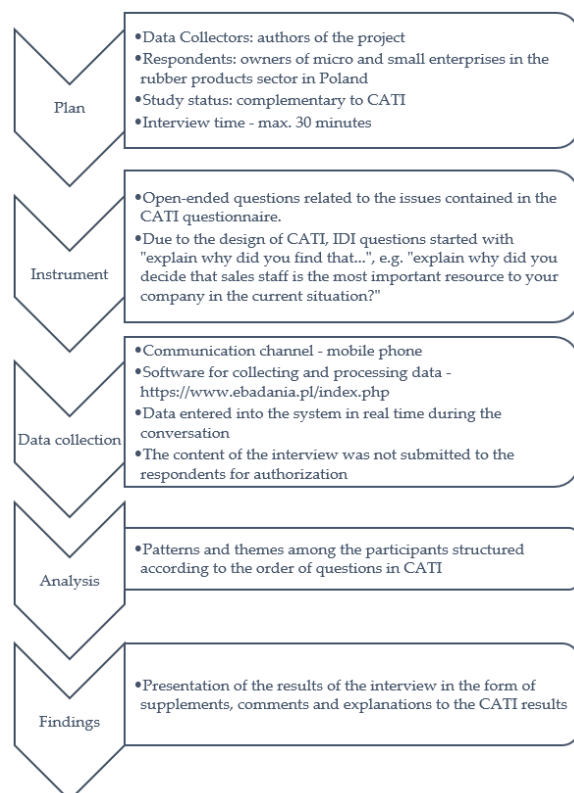 Plan
•Data Collectors: authors of the project
•Respondents: owners of micro and small enterprises in the
rubber products sector in Poland
•Study status: complementary to CATI
•Interview time - max. 30 minutes
Instrument
•Open-ended questions related to the issues contained in the
CATI questionnaire.
•Due to the design of CATI, IDI questions started with
"explain why did you find that...", e.g. "explain why did you
decide that sales staff is the most important resource to your
company in the current situation?"
Data collection
•Communication channel - mobile phone
•Software for collecting and processing data -
https://www.ebadania.pl/index.php
•Data entered into the system in real time during the
conversation
•The content of the interview was not submitted to the
respondents for authorization
Analysis
•Patterns and themes among the participants structured
according to the order of questions in CATI
Findings
•Presentation of the results of the interview in the form of
supplements, comments and explanations to the CATI results